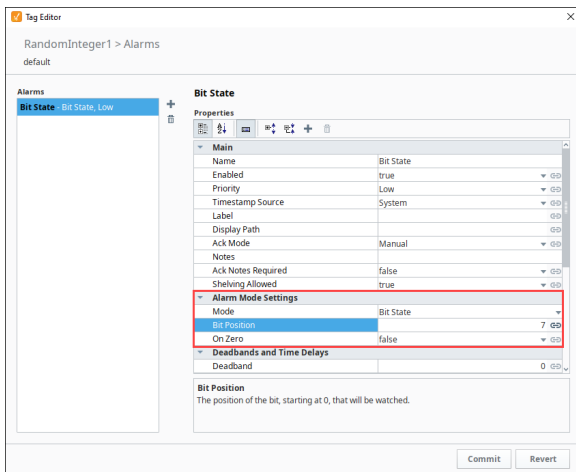 Tag Editor
RandomInteger1 > Alarms
default
Alarms
Bit State - Bit State, Low
Bit State
Properties
Main
Name Bit State
Enabled true
Priority Low
Timestamp Source System
Label
Display Path
Ack Mode Manual
Notes
Ack Notes Required false
Shelving Allowed true
Alarm Mode Settings
Mode Bit State
Bit Position 7
On Zero false
Deadbands and Time Delays
Deadband 0
Bit Position
The position of the bit, starting at 0, that will be watched.
Commit Revert